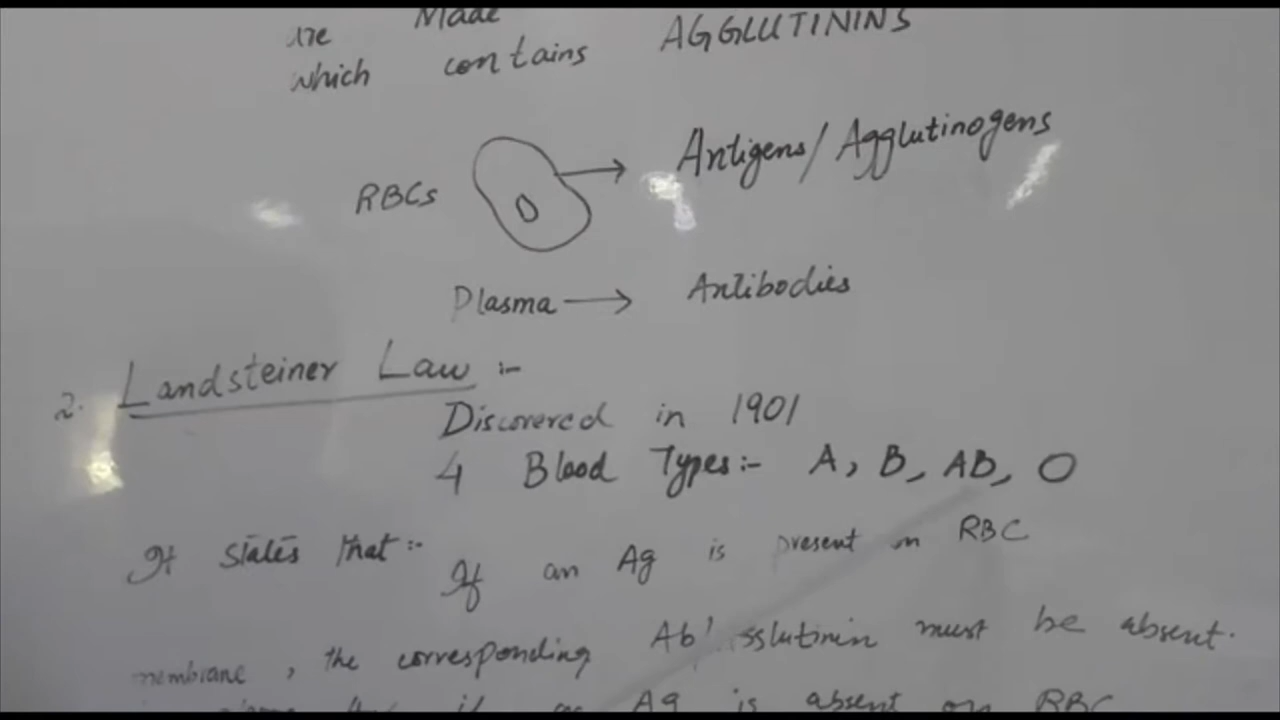 are Made
which contains AGGLUTININS
RBCs
Antigens/Agglutinogens
Plasma → Antibodies
2. Landsteiner Law :-
Discovered in 1901
4 Blood Types:- A, B, AB, O
It states that :-
If an Ag is present on RBC
membrane, the corresponding Ab must be absent.
if an Ag is absent on RBC